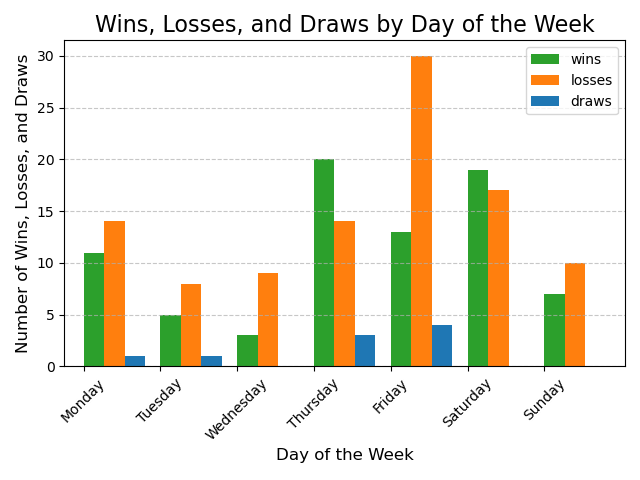 Wins, Losses, and Draws by Day of the Week
Number of Wins, Losses, and Draws
30
25
20
15
10
5
0
wins
losses
draws
Monday
Tuesday
Wednesday
Thursday
Friday
Saturday
Sunday
Day of the Week